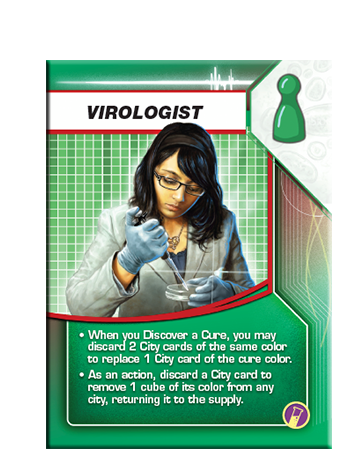 VIROLOGIST
• When you Discover a Cure, you may
discard 2 City cards of the same color
to replace 1 City card of the cure color.
• As an action, discard a City card to
remove 1 cube of its color from any
city, returning it to the supply.